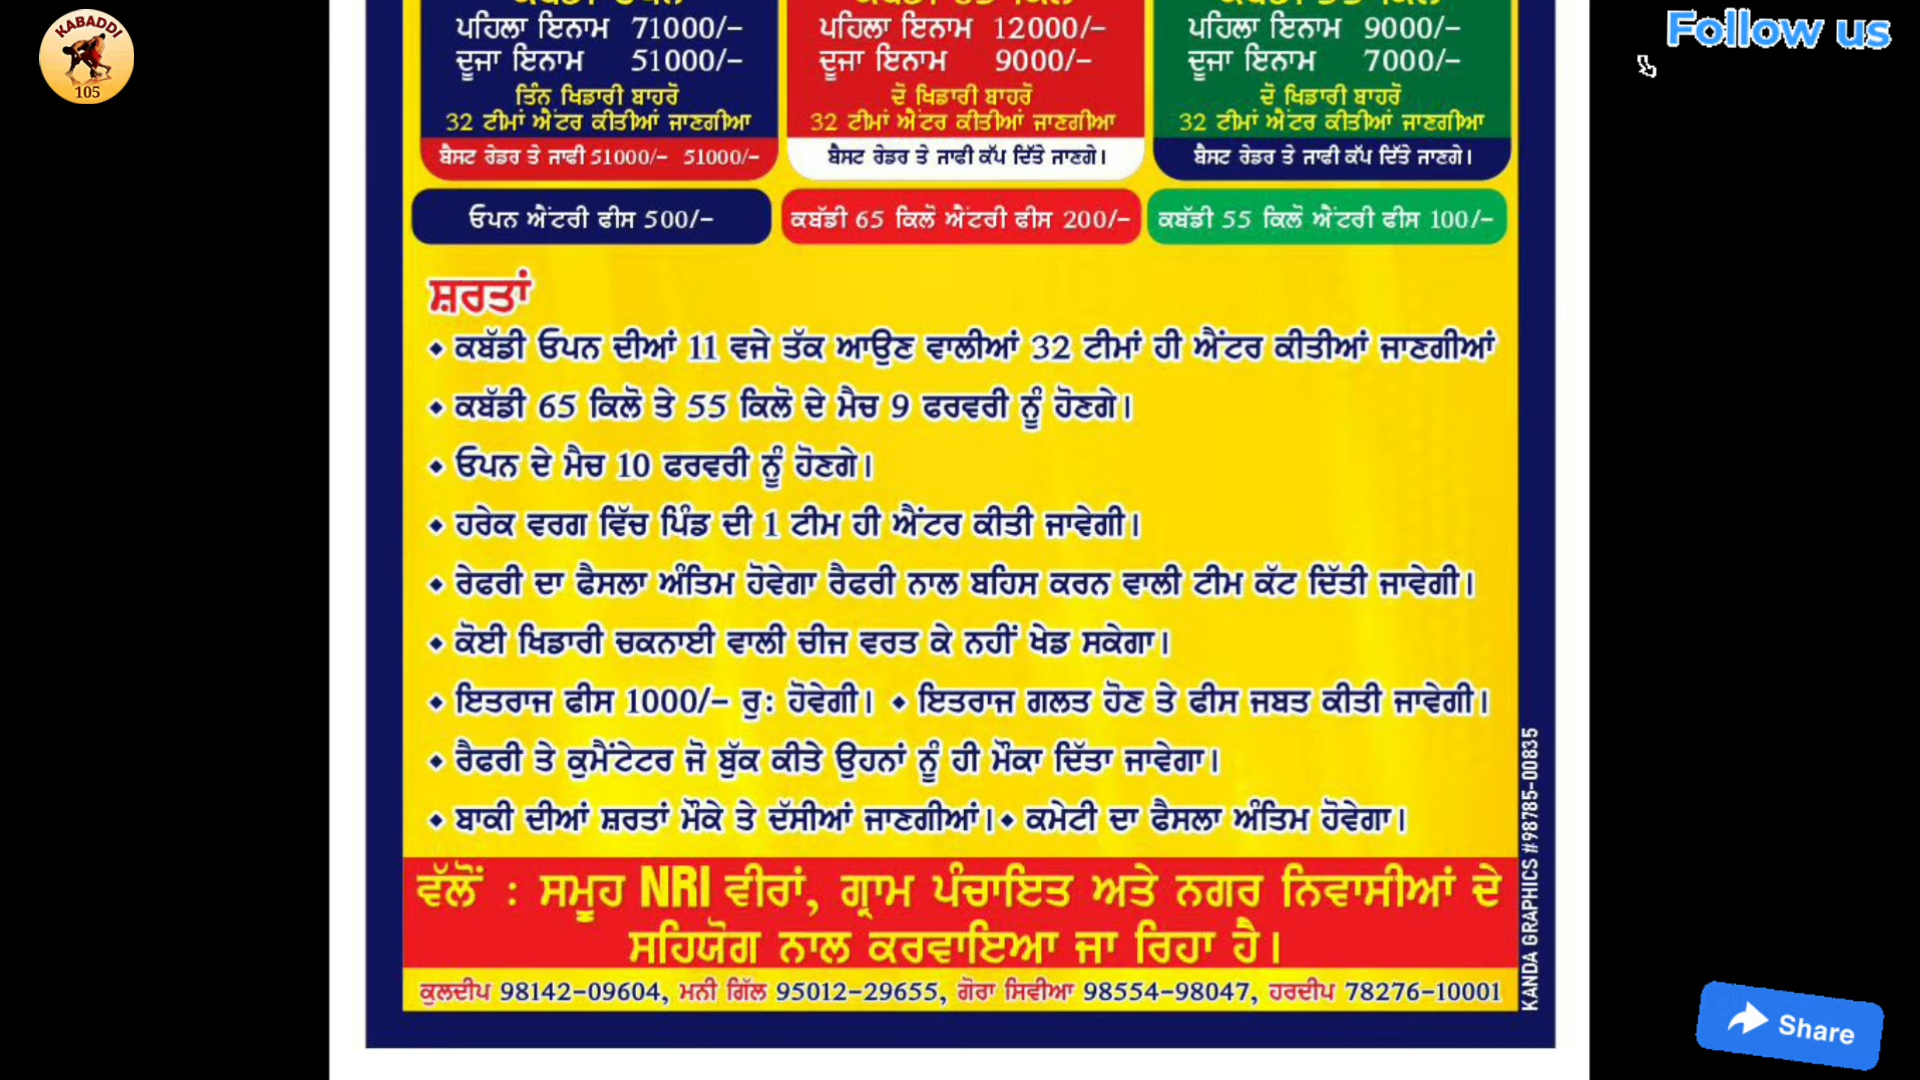 KABADDI
105
Follow us
ਪਹਿਲਾ ਇਨਾਮ 71000/-
ਦੂਜਾ ਇਨਾਮ 51000/-
ਤਿੰਨ ਖਿਡਾਰੀ ਬਾਹਰੋਂ
32 ਟੀਮਾਂ ਐਂਟਰ ਕੀਤੀਆਂ ਜਾਣਗੀਆ
ਬੈਸਟ ਰੇਡਰ ਤੇ ਜਾਫੀ 51000/- 51000/-
ਪਹਿਲਾ ਇਨਾਮ 12000/-
ਦੂਜਾ ਇਨਾਮ 9000/-
ਦੋ ਖਿਡਾਰੀ ਬਾਹਰੋਂ
32 ਟੀਮਾਂ ਐਂਟਰ ਕੀਤੀਆਂ ਜਾਣਗੀਆ
ਬੈਸਟ ਰੇਡਰ ਤੇ ਜਾਫੀ ਕੱਪ ਦਿੱਤੇ ਜਾਣਗੇ।
ਪਹਿਲਾ ਇਨਾਮ 9000/-
ਦੂਜਾ ਇਨਾਮ 7000/-
ਦੋ ਖਿਡਾਰੀ ਬਾਹਰੋਂ
32 ਟੀਮਾਂ ਐਂਟਰ ਕੀਤੀਆਂ ਜਾਣਗੀਆ
ਬੈਸਟ ਰੇਡਰ ਤੇ ਜਾਫੀ ਕੱਪ ਦਿੱਤੇ ਜਾਣਗੇ।
ਓਪਨ ਐਂਟਰੀ ਫੀਸ 500/-
ਕਬੱਡੀ 65 ਕਿਲੋ ਐਂਟਰੀ ਫੀਸ 200/-
ਕਬੱਡੀ 55 ਕਿਲੋ ਐਂਟਰੀ ਫੀਸ 100/-
ਸ਼ਰਤਾਂ
◆ ਕਬੱਡੀ ਓਪਨ ਦੀਆਂ 11 ਵਜੇ ਤੱਕ ਆਉਣ ਵਾਲੀਆਂ 32 ਟੀਮਾਂ ਹੀ ਐਂਟਰ ਕੀਤੀਆਂ ਜਾਣਗੀਆਂ
◆ ਕਬੱਡੀ 65 ਕਿਲੋ ਤੇ 55 ਕਿਲੋ ਦੇ ਮੈਚ 9 ਫਰਵਰੀ ਨੂੰ ਹੋਣਗੇ।
◆ ਓਪਨ ਦੇ ਮੈਚ 10 ਫਰਵਰੀ ਨੂੰ ਹੋਣਗੇ।
◆ ਹਰੇਕ ਵਰਗ ਵਿੱਚ ਪਿੰਡ ਦੀ 1 ਟੀਮ ਹੀ ਐਂਟਰ ਕੀਤੀ ਜਾਵੇਗੀ।
◆ ਰੇਫਰੀ ਦਾ ਫੈਸਲਾ ਅੰਤਿਮ ਹੋਵੇਗਾ ਰੈਫਰੀ ਨਾਲ ਬਹਿਸ ਕਰਨ ਵਾਲੀ ਟੀਮ ਕੱਟ ਦਿੱਤੀ ਜਾਵੇਗੀ।
◆ ਕੋਈ ਖਿਡਾਰੀ ਚਕਨਾਈ ਵਾਲੀ ਚੀਜ ਵਰਤ ਕੇ ਨਹੀਂ ਖੇਡ ਸਕੇਗਾ।
◆ ਇਤਰਾਜ ਫੀਸ 1000/- ਰੁ: ਹੋਵੇਗੀ। ◆ ਇਤਰਾਜ ਗਲਤ ਹੋਣ ਤੇ ਫੀਸ ਜਬਤ ਕੀਤੀ ਜਾਵੇਗੀ।
◆ ਰੈਫਰੀ ਤੇ ਕੁਮੈਂਟੇਟਰ ਜੋ ਬੁੱਕ ਕੀਤੇ ਉਹਨਾਂ ਨੂੰ ਹੀ ਮੌਕਾ ਦਿੱਤਾ ਜਾਵੇਗਾ।
◆ ਬਾਕੀ ਦੀਆਂ ਸ਼ਰਤਾਂ ਮੌਕੇ ਤੇ ਦੱਸੀਆਂ ਜਾਣਗੀਆਂ। ◆ ਕਮੇਟੀ ਦਾ ਫੈਸਲਾ ਅੰਤਿਮ ਹੋਵੇਗਾ।
ਵੱਲੋਂ : ਸਮੂਹ NRI ਵੀਰਾਂ, ਗ੍ਰਾਮ ਪੰਚਾਇਤ ਅਤੇ ਨਗਰ ਨਿਵਾਸੀਆਂ ਦੇ
ਸਹਿਯੋਗ ਨਾਲ ਕਰਵਾਇਆ ਜਾ ਰਿਹਾ ਹੈ।
ਕੁਲਦੀਪ 98142-09604, ਮਨੀ ਗਿੱਲ 95012-29655, ਗੋਰਾ ਸਿਵੀਆ 98554-98047, ਹਰਦੀਪ 78276-10001
KANDA GRAPHICS #98785-00835
Share